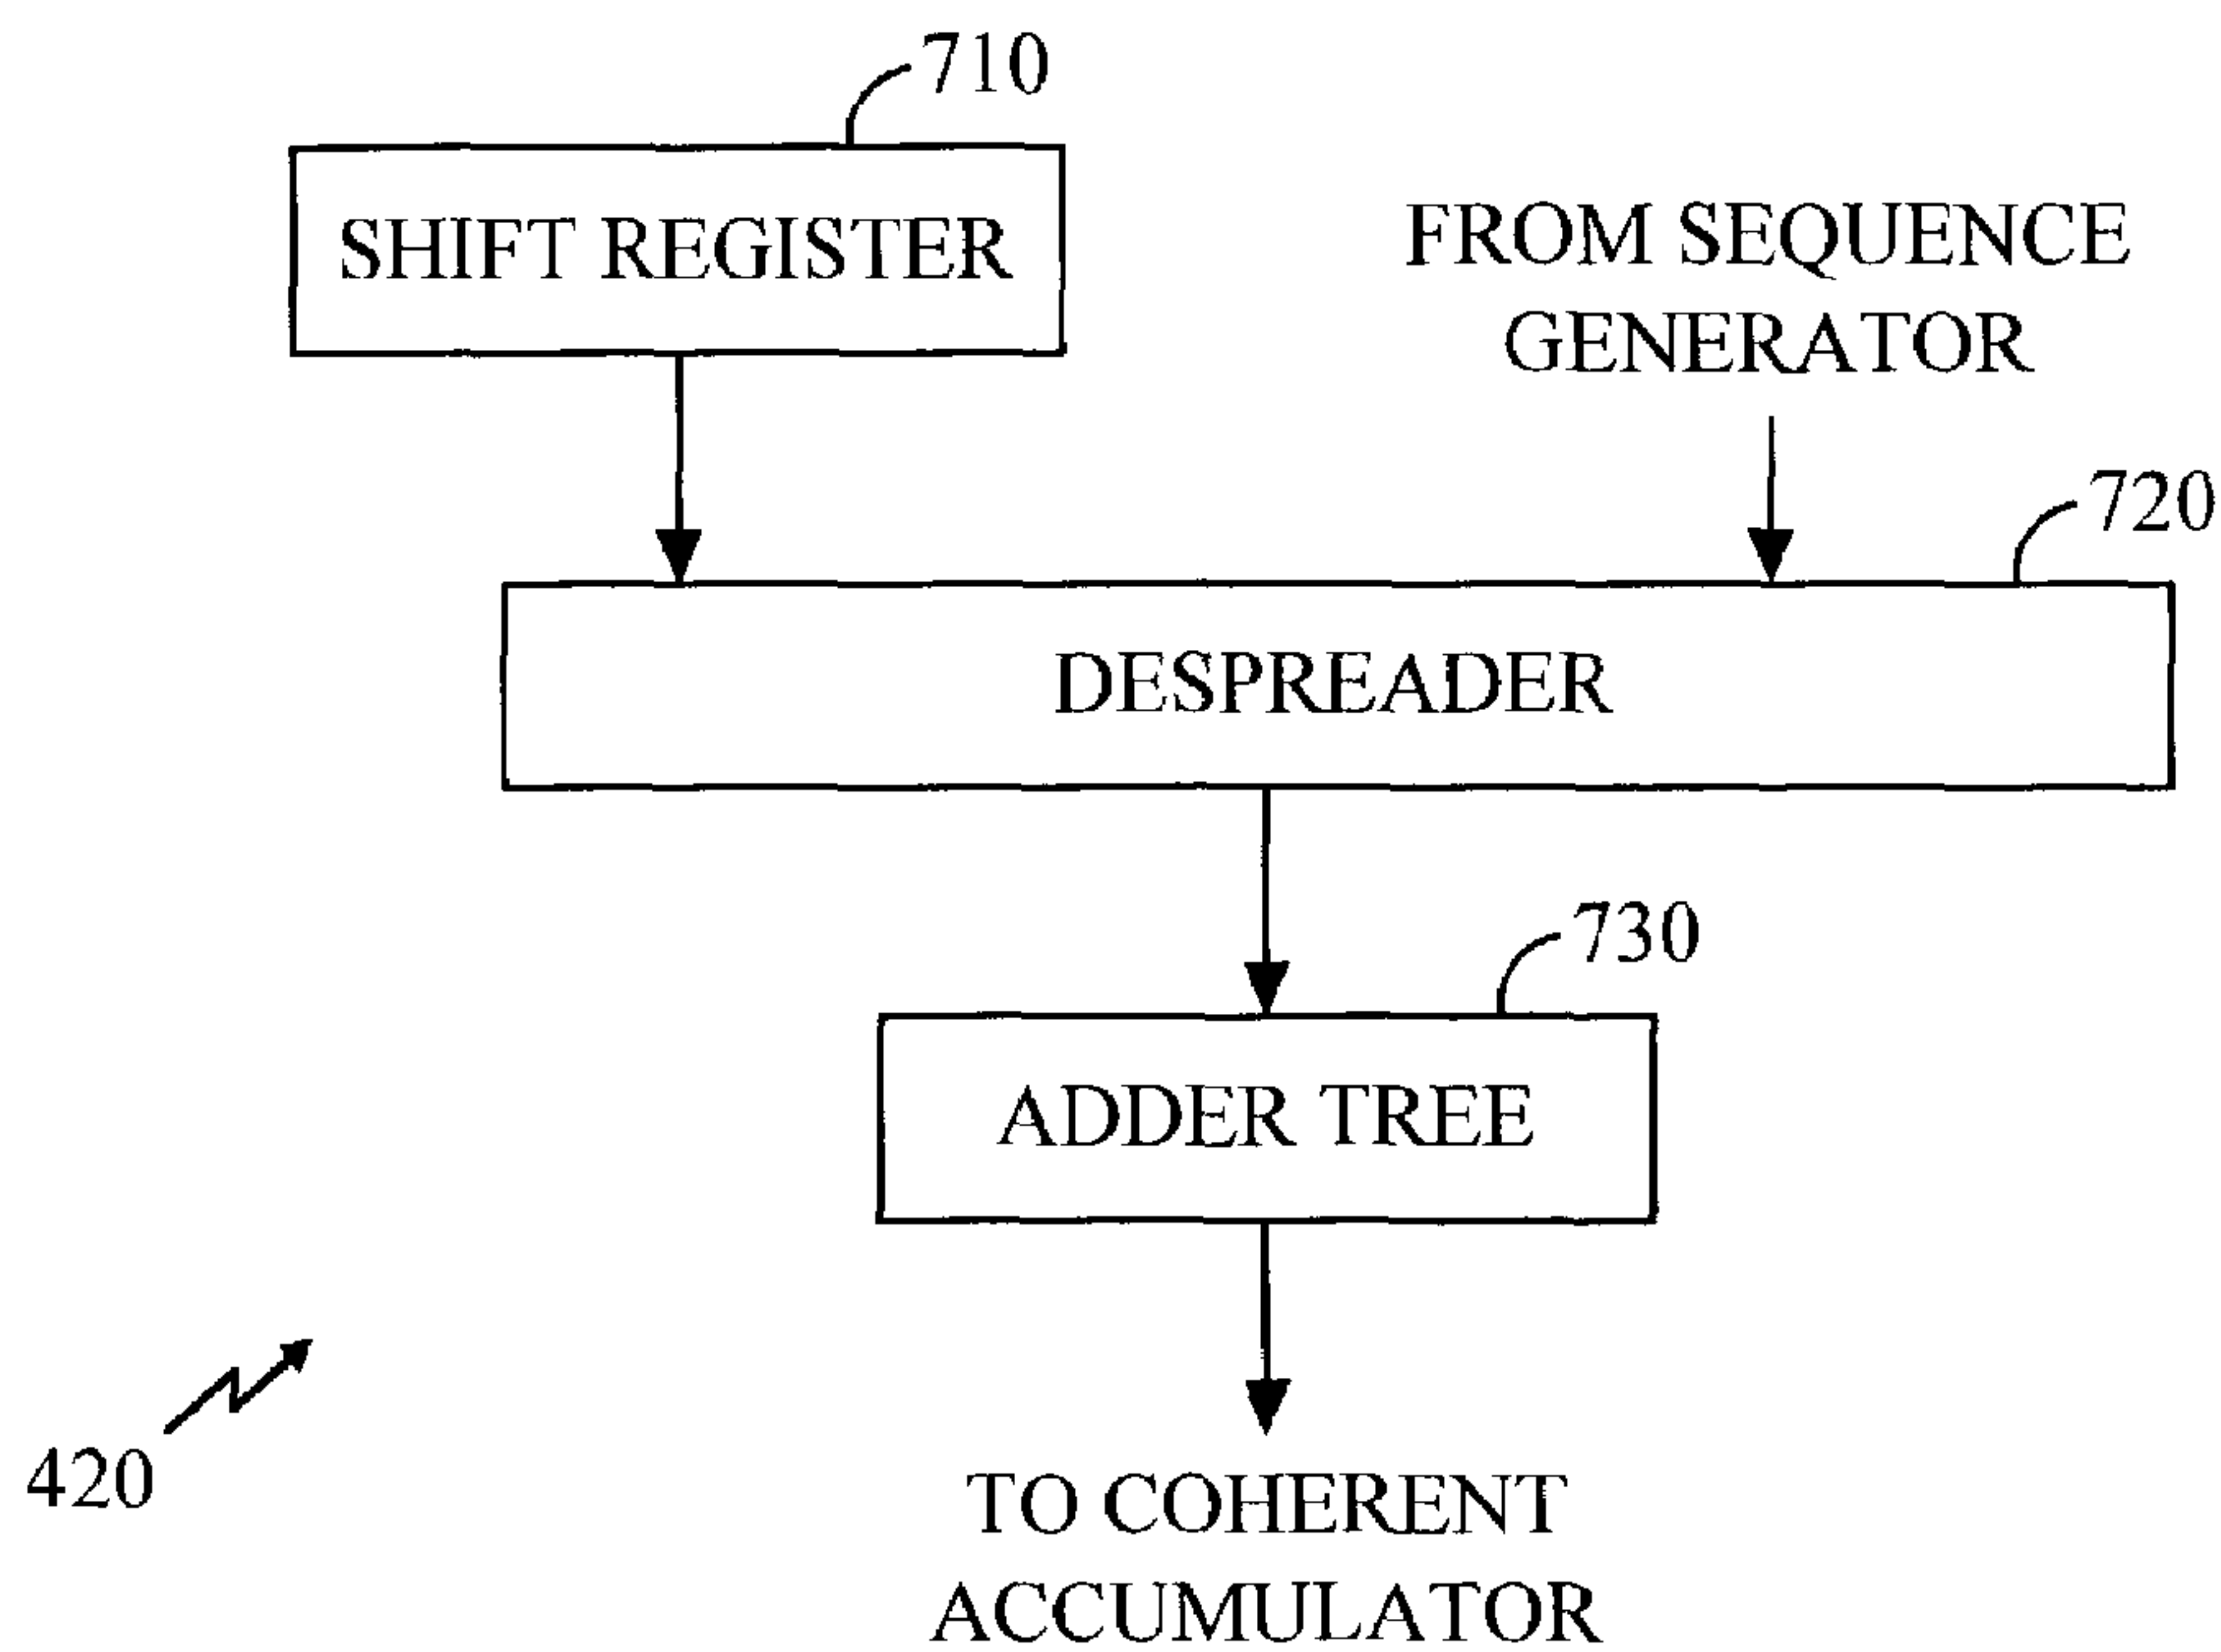 710
SHIFT REGISTER
FROM SEQUENCE
GENERATOR
720
DESPREADER
730
ADDER TREE
420
TO COHERENT
ACCUMULATOR